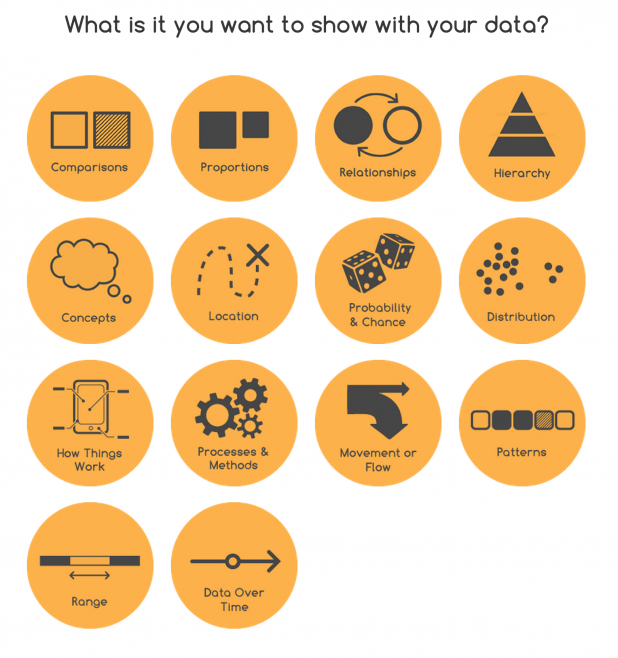 What is it you want to show with your data?
Comparisons
Proportions
Relationships
Hierarchy
Concepts
Location
Probability
& Chance
Distribution
How Things
Work
Processes &
Methods
Movement or
Flow
Patterns
Range
Data Over
Time